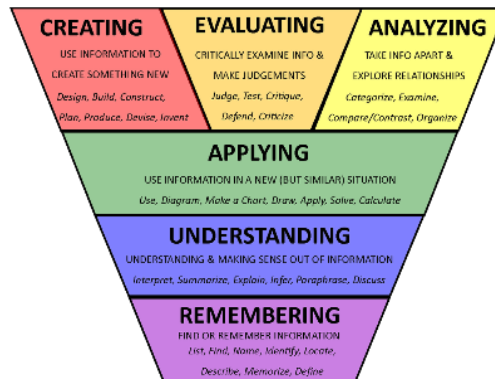 CREATING
USE INFORMATION TO
CREATE SOMETHING NEW
Design, Build, Construct,
Plan, Produce, Devise, Invent
EVALUATING
CRITICALLY EXAMINE INFO &
MAKE JUDGEMENTS
Judge, Test, Critique,
Defend, Criticize
ANALYZING
TAKE INFO APART &
EXPLORE RELATIONSHIPS
Categorize, Examine,
Compare/Contrast, Organize
APPLYING
USE INFORMATION IN A NEW (BUT SIMILAR) SITUATION
Use, Diagram, Make a Chart, Draw, Apply, Solve, Calculate
UNDERSTANDING
UNDERSTANDING & MAKING SENSE OUT OF INFORMATION
Interpret, Summarize, Explain, Infer, Paraphrase, Discuss
REMEMBERING
FIND OR REMEMBER INFORMATION
List, Find, Name, Identify, Locate,
Describe, Memorize, Define